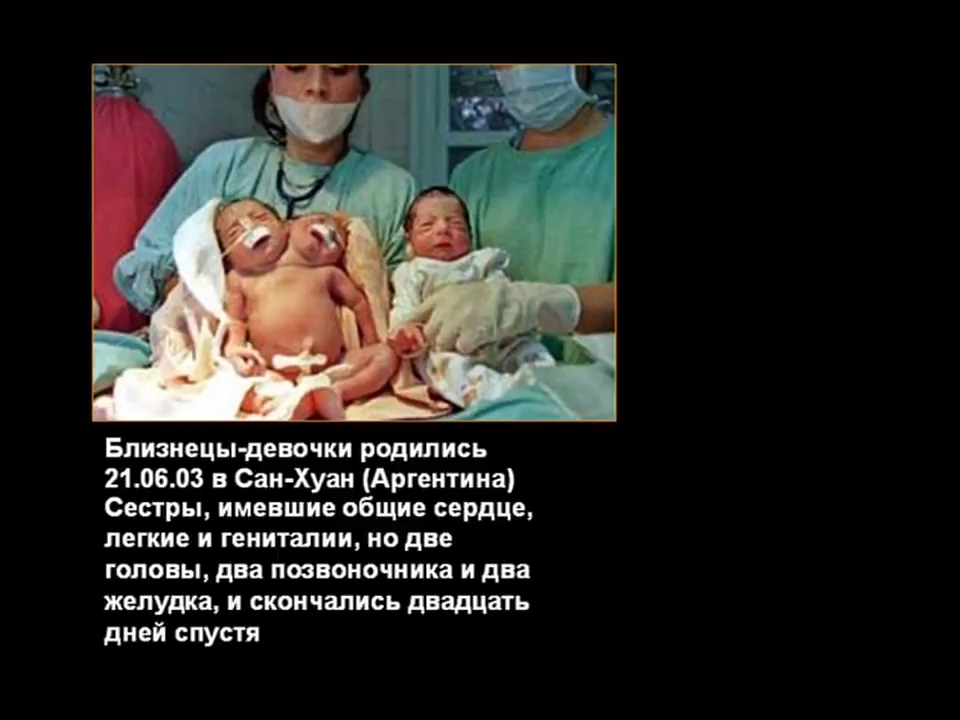 Близнецы-девочки родились
21.06.03 в Сан-Хуан (Аргентина)
Сестры, имевшие общие сердце,
легкие и гениталии, но две
головы, два позвоночника и два
желудка, и скончались двадцать
дней спустя